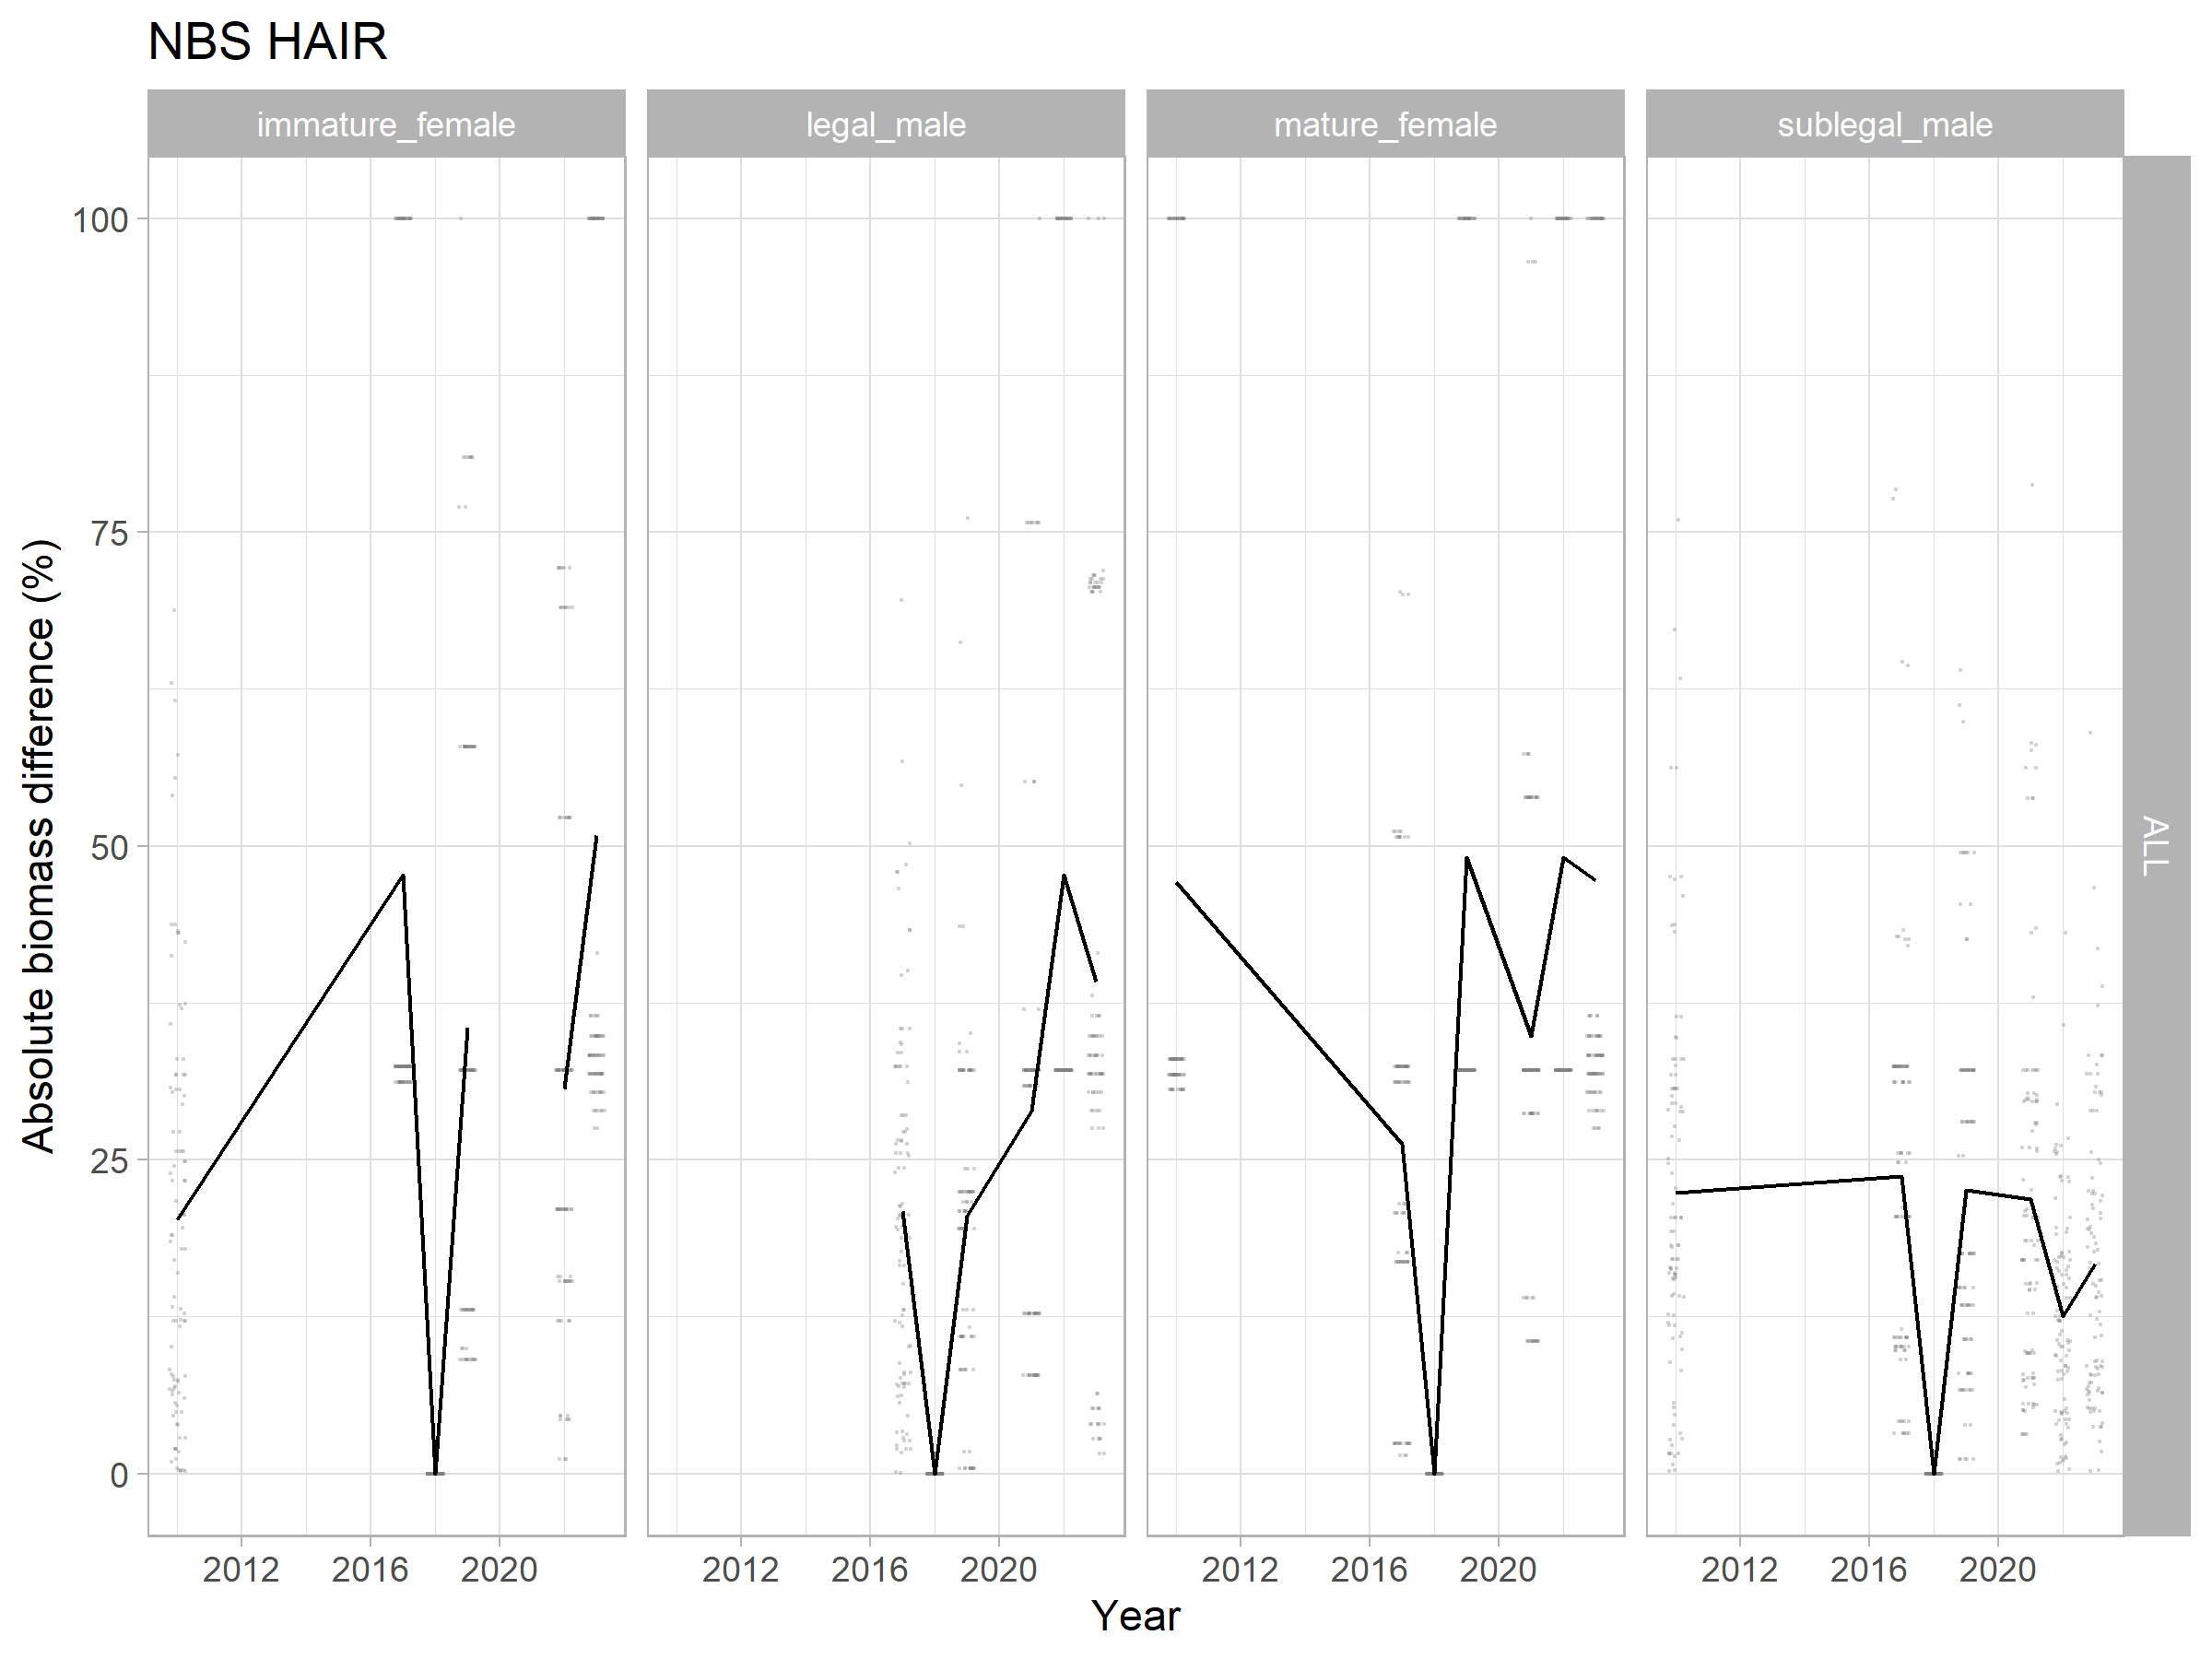 NBS HAIR
immature_female legal_male mature_female sublegal_male
100
75
50
25
0
Absolute biomass difference (%)
ALL
2012 2016 2020 2012 2016 2020 2012 2016 2020 2012 2016 2020
Year